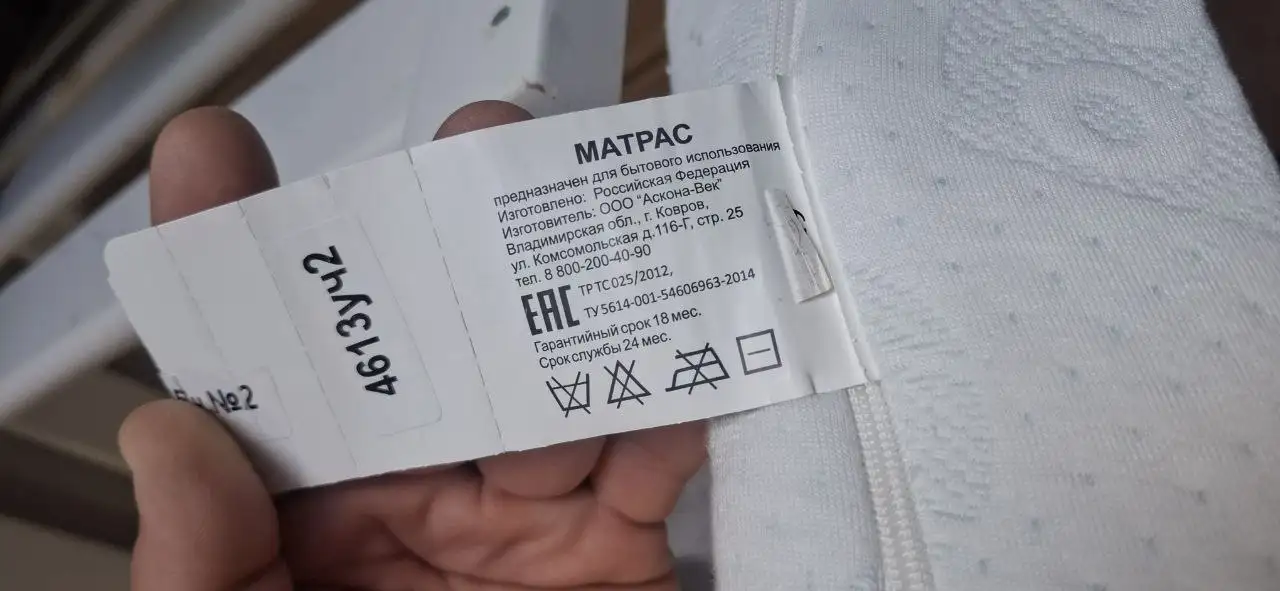 МАТРАС
предназначен для бытового использования
Изготовлено: Российская Федерация
Изготовитель: ООО "Аскона-Век"
Владимирская обл., г. Ковров,
ул. Комсомольская д.116-Г, стр. 25
тел. 8 800-200-40-90
ЕАС ТР ТС 025/2012,
ТУ 5614-001-54606963-2014
Гарантийный срок 18 мес.
Срок службы 24 мес.
4613уч2
№2